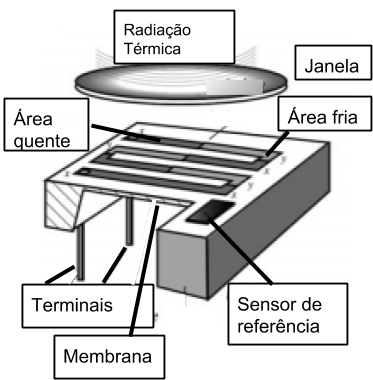 Radiação
Térmica
Janela
Área
quente
Área fria
x
y
x
y
x
x
Terminais
Sensor de
referência
Membrana